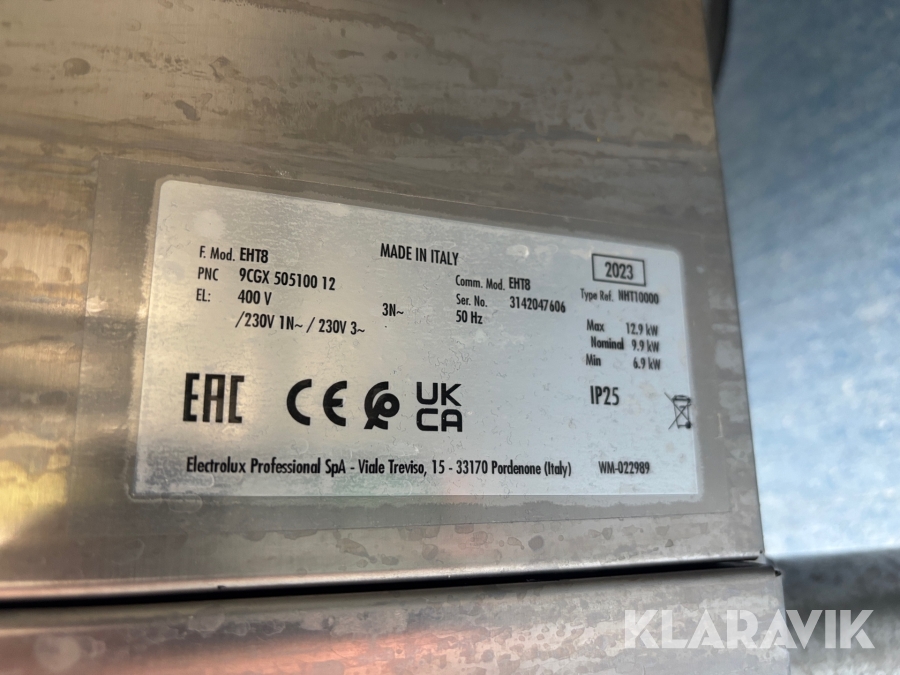 F. Mod. EHT8
MADE IN ITALY
2023
PNC 9CGX 505100 12
Comm. Mod. EHT8
Type Ref. NHT10000
EL: 400 V 3N~
Ser. No. 3142047606
/230V 1N~ / 230V 3~
50 Hz
Max 12.9 kW
Nominal 9.9 kW
Min 6.9 kW
IP25
EAC CE UK
CA
Electrolux Professional SpA - Viale Treviso, 15 - 33170 Pordenone (Italy) WM-022989
KLARAVIK